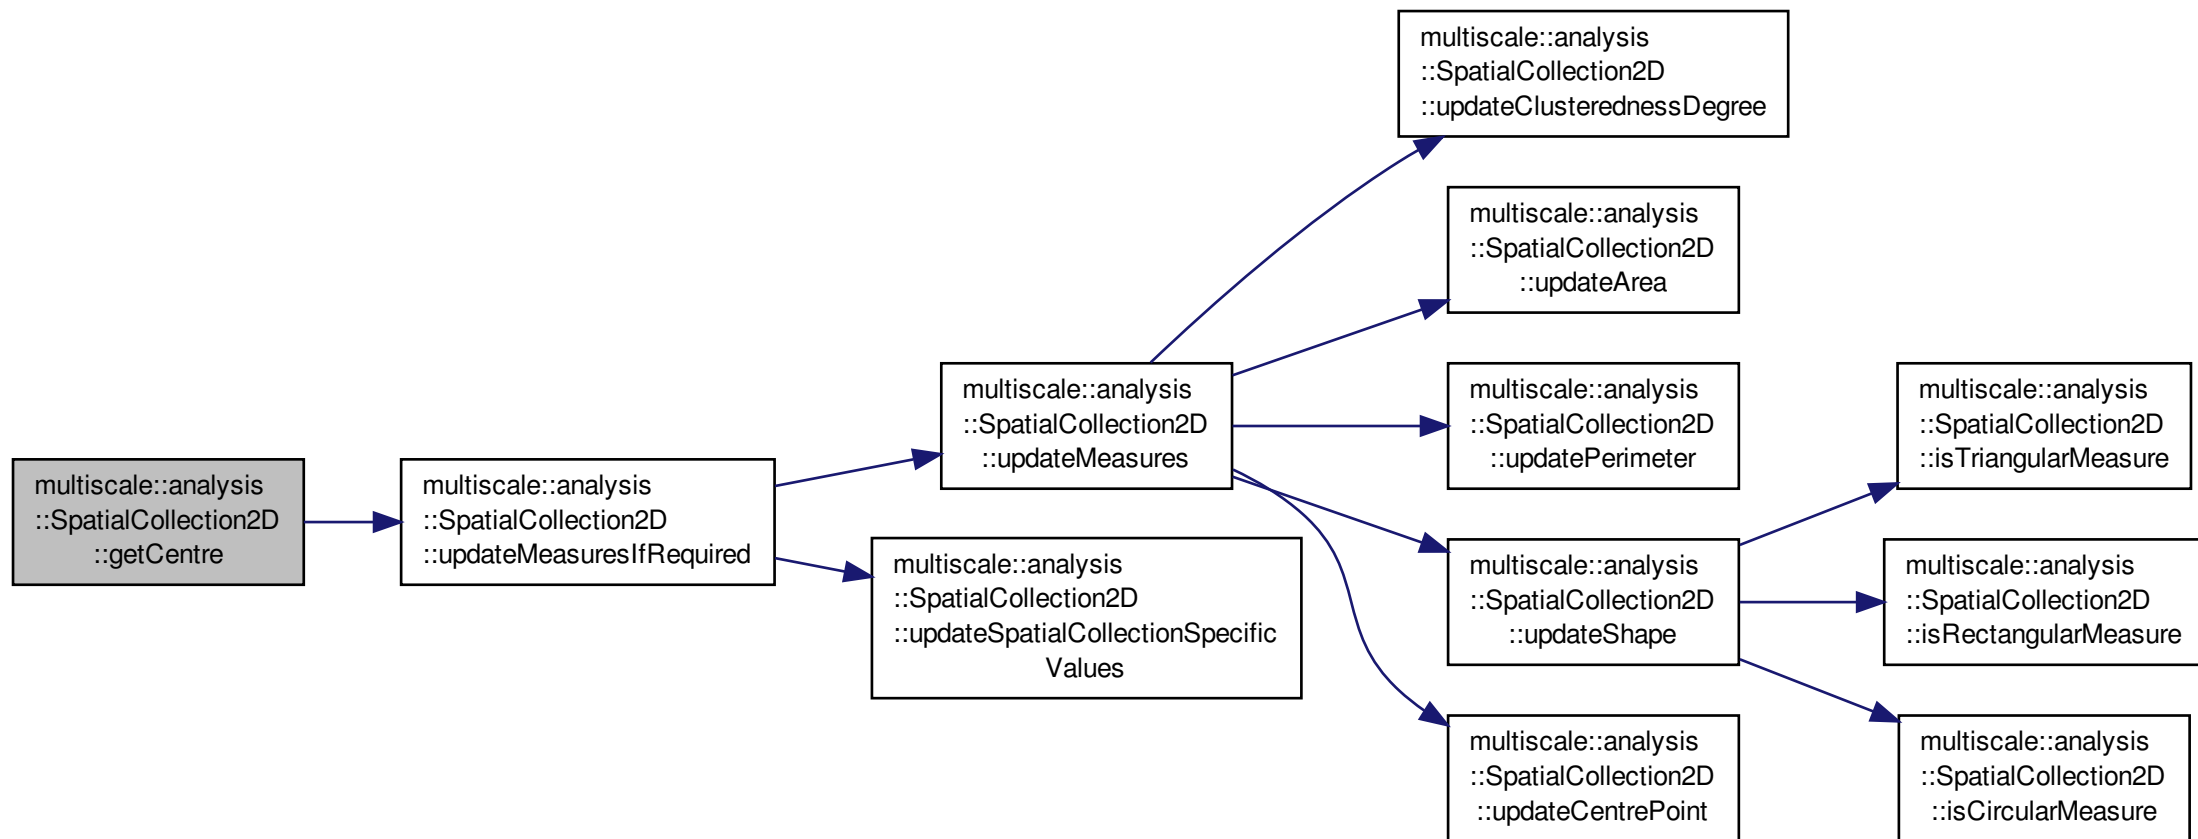 multiscale::analysis
::SpatialCollection2D
::getCentre
multiscale::analysis
::SpatialCollection2D
::updateMeasuresIfRequired
multiscale::analysis
::SpatialCollection2D
::updateMeasures
multiscale::analysis
::SpatialCollection2D
::updateSpatialCollectionSpecific
Values
multiscale::analysis
::SpatialCollection2D
::updateClusterednessDegree
multiscale::analysis
::SpatialCollection2D
::updateArea
multiscale::analysis
::SpatialCollection2D
::updatePerimeter
multiscale::analysis
::SpatialCollection2D
::updateShape
multiscale::analysis
::SpatialCollection2D
::updateCentrePoint
multiscale::analysis
::SpatialCollection2D
::isTriangularMeasure
multiscale::analysis
::SpatialCollection2D
::isRectangularMeasure
multiscale::analysis
::SpatialCollection2D
::isCircularMeasure